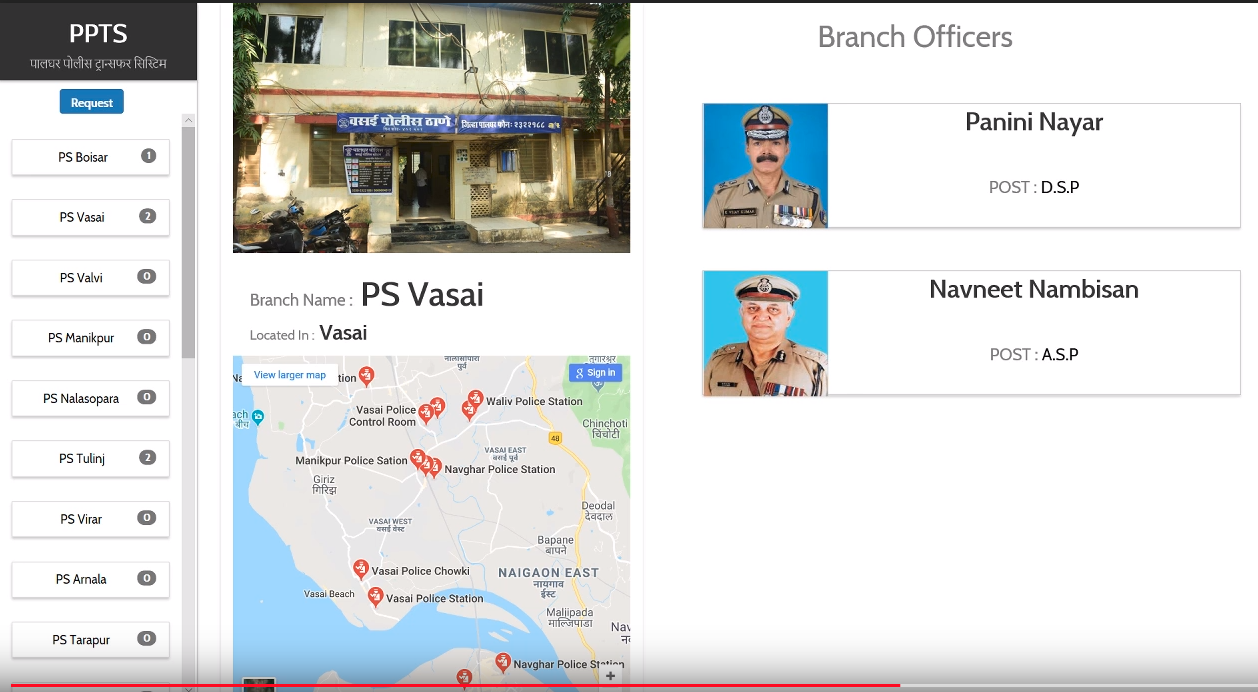 PPTS
पालघर पोलीस ट्रान्सफर सिस्टिम
Request
PS Boisar 1
PS Vasai 2
PS Valvi 0
PS Manikpur 0
PS Nalasopara 0
PS Tulinj 2
PS Virar 0
PS Arnala 0
PS Tarapur 0
वसई पोलीस ठाणे
जिल्हा पालघर फोनः २३२२१८८
Branch Name : PS Vasai
Located In : Vasai
View larger map
Sign in
नालासोपारा
पूर्व
तुंगारेश्वर
Waliv Police Station
Vasai Police
Control Room
Chinchoti
चिंचोटी
48
VASAI EAST
वसई पूर्व
Manikpur Police Sation
Navghar Police Station
Giriz
गिरिझ
Deodal
देवदाल
VASAI WEST
वसई वेस्ट
Bapane
बापने
Vasai Police Chowki
NAIGAON EAST
नायगाव
ईस्ट
Vasai Beach
Vasai Police Station
Maljipada
माल्जिपाडा
Navghar Police Station
+
Branch Officers
Panini Nayar
POST : D.S.P
Navneet Nambisan
POST : A.S.P